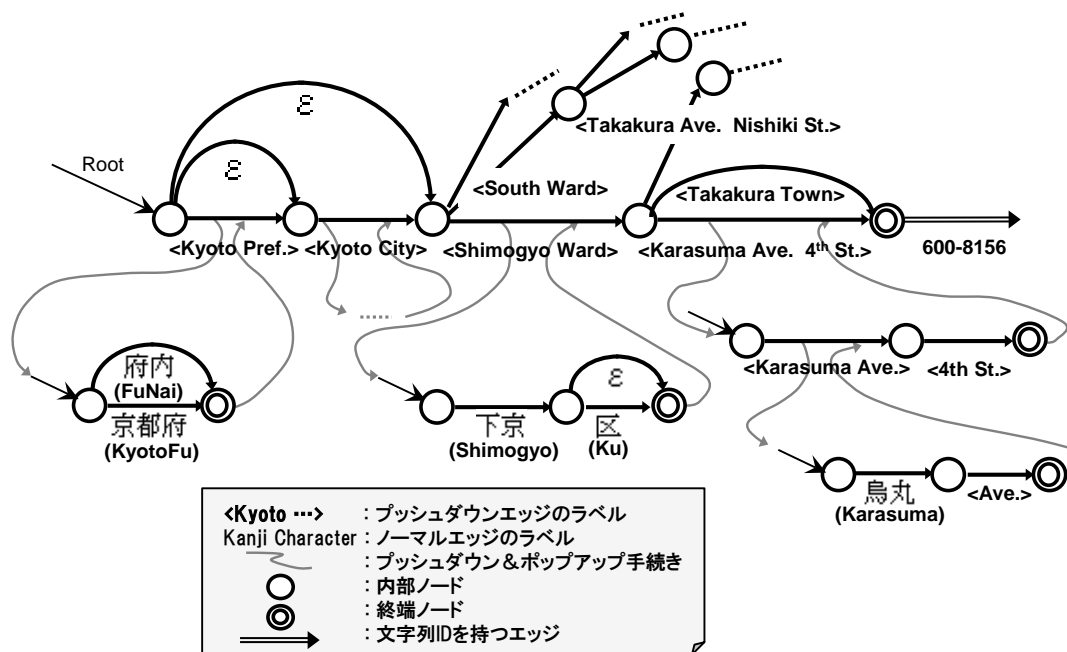 Root
ε
ε
<Takakura Ave. Nishiki St.>
<South Ward>
<Takakura Town>
<Kyoto Pref.>
<Kyoto City>
<Shimogyo Ward>
<Karasuma Ave. 4th St.>
600-8156
府内
(FuNai)
京都府
(KyotoFu)
ε
下京
(Shimogyo)
区
(Ku)
<Karasuma Ave.>
<4th St.>
烏丸
(Karasuma)
<Ave.>
<Kyoto …> : プッシュダウンエッジのラベル
Kanji Character : ノーマルエッジのラベル
: プッシュダウン&ポップアップ手続き
: 内部ノード
: 終端ノード
: 文字列IDを持つエッジ